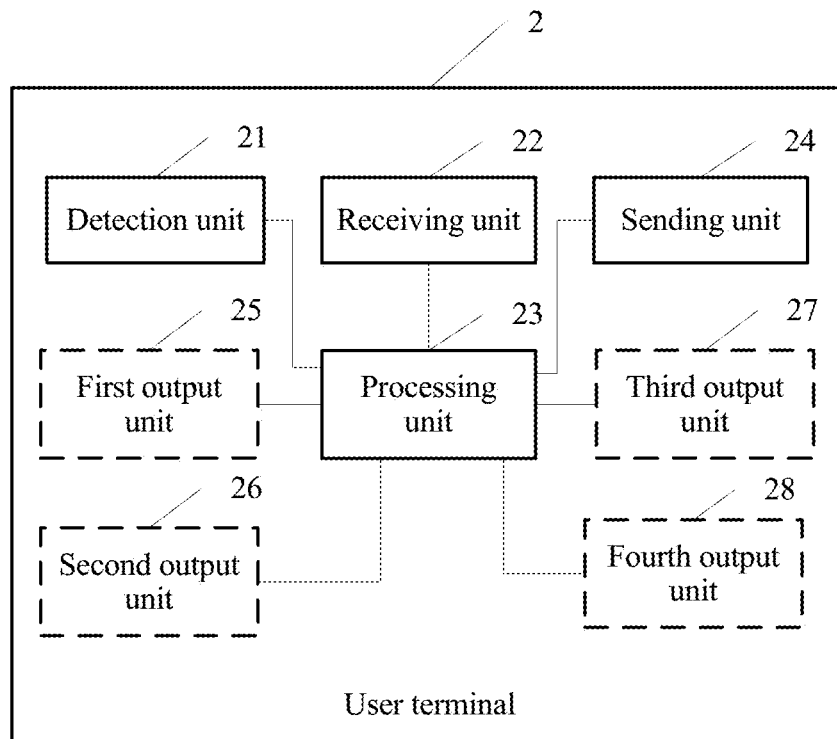 2
21
22
24
Detection unit
Receiving unit
Sending unit
25
23
27
First output
unit
Processing
unit
Third output
unit
26
28
Second output
unit
Fourth output
unit
User terminal